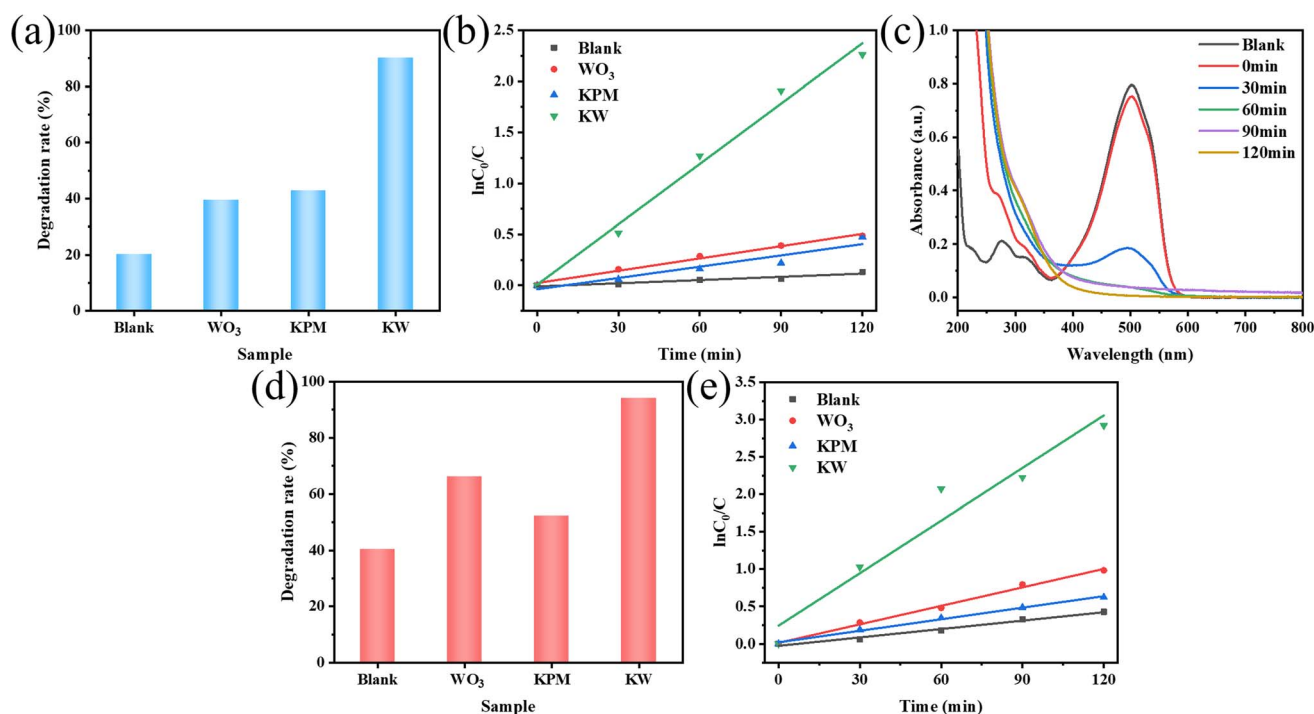 (a)
100
80
60
40
20
0
Degradation rate (%)
Blank WO₃ KPM KW
Sample
(b)
2.5
2.0
1.5
1.0
0.5
0.0
lnC₀/C
Blank
WO₃
KPM
KW
0 30 60 90 120
Time (min)
(c)
1.0
0.8
0.6
0.4
0.2
0.0
Absorbance (a.u.)
Blank
0min
30min
60min
90min
120min
200 300 400 500 600 700 800
Wavelength (nm)
(d)
100
80
60
40
20
0
Degradation rate (%)
Blank WO₃ KPM KW
Sample
(e)
3.5
3.0
2.5
2.0
1.5
1.0
0.5
0.0
lnC₀/C
Blank
WO₃
KPM
KW
0 30 60 90 120
Time (min)